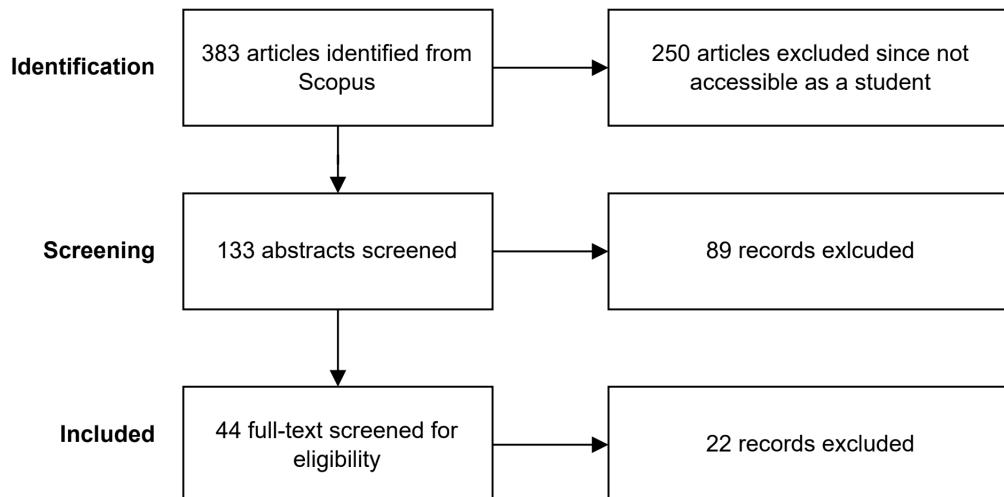 Identification
383 articles identified from
Scopus
250 articles excluded since not
accessible as a student
Screening
133 abstracts screened
89 records exlcuded
Included
44 full-text screened for
eligibility
22 records excluded